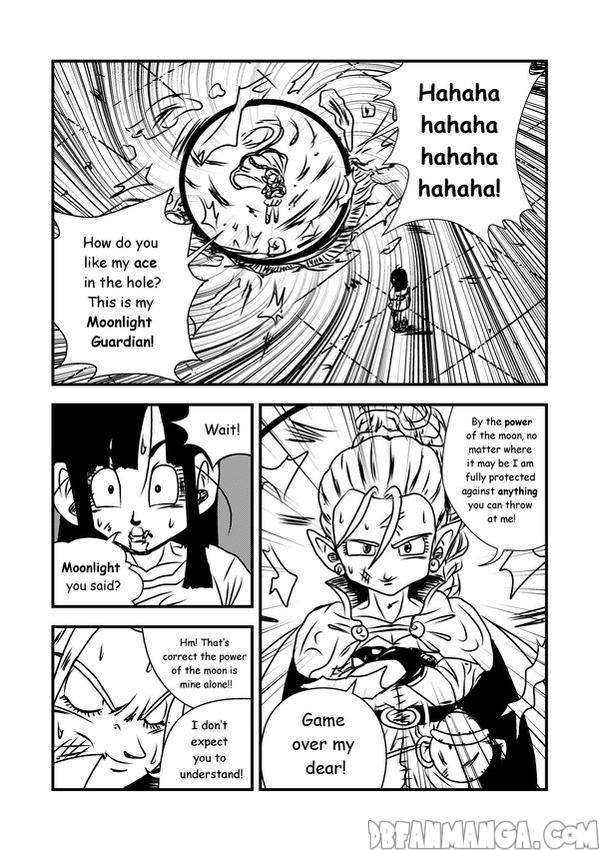 Hahaha
hahaha
hahaha
hahaha!
How do you
like my ace
in the hole?
This is my
Moonlight
Guardian!
Wait!
Moonlight
you said?
By the power
of the moon, no
matter where
it may be I am
fully protected
against anything
you can throw
at me!
Game
over my
dear!
Hm! That's
correct the power
of the moon is
mine alone!!
I don't
expect
you to
understand!
DBFANMANGA.COM